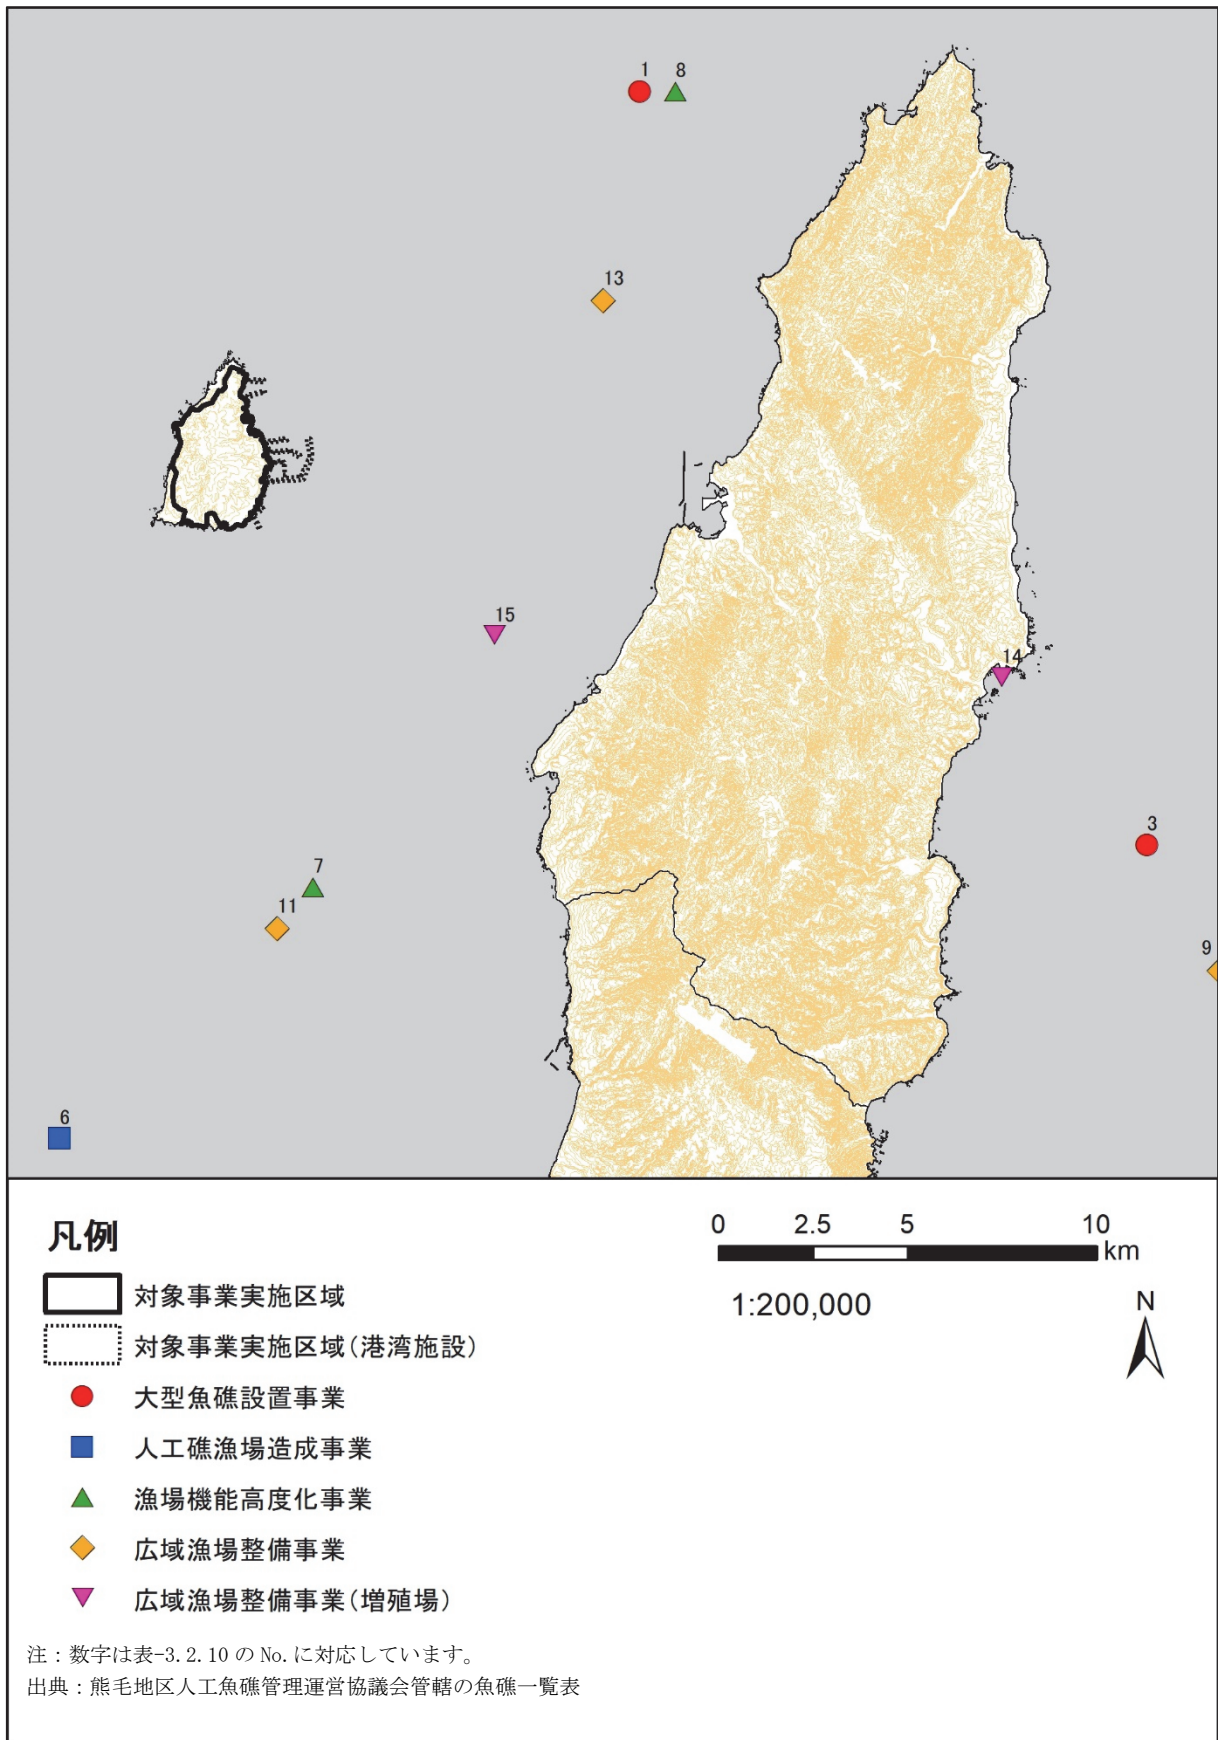 1 8
13
15
14
3
7
11
9
6
凡例
対象事業実施区域
対象事業実施区域(港湾施設)
大型魚礁設置事業
人工礁漁場造成事業
漁場機能高度化事業
広域漁場整備事業
広域漁場整備事業(増殖場)
0 2.5 5 10
km
1:200,000
N
注：数字は表-3.2.10 の No. に対応しています。
出典：熊毛地区人工魚礁管理運営協議会管轄の魚礁一覧表